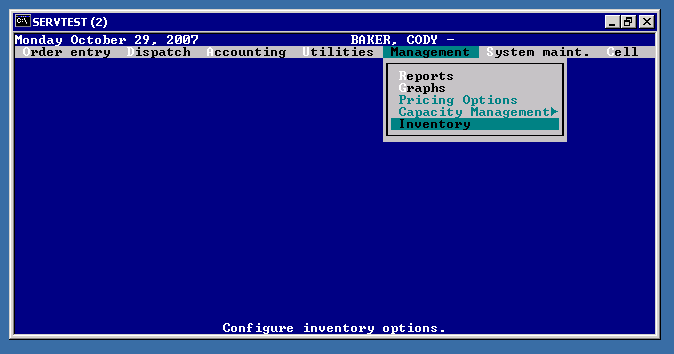 SERVTEST (2)
Monday October 29, 2007 BAKER, CODY -
Order entry Dispatch Accounting Utilities Management System maint. Cell
Reports
Graphs
Pricing Options
Capacity Management►
Inventory
Configure inventory options.